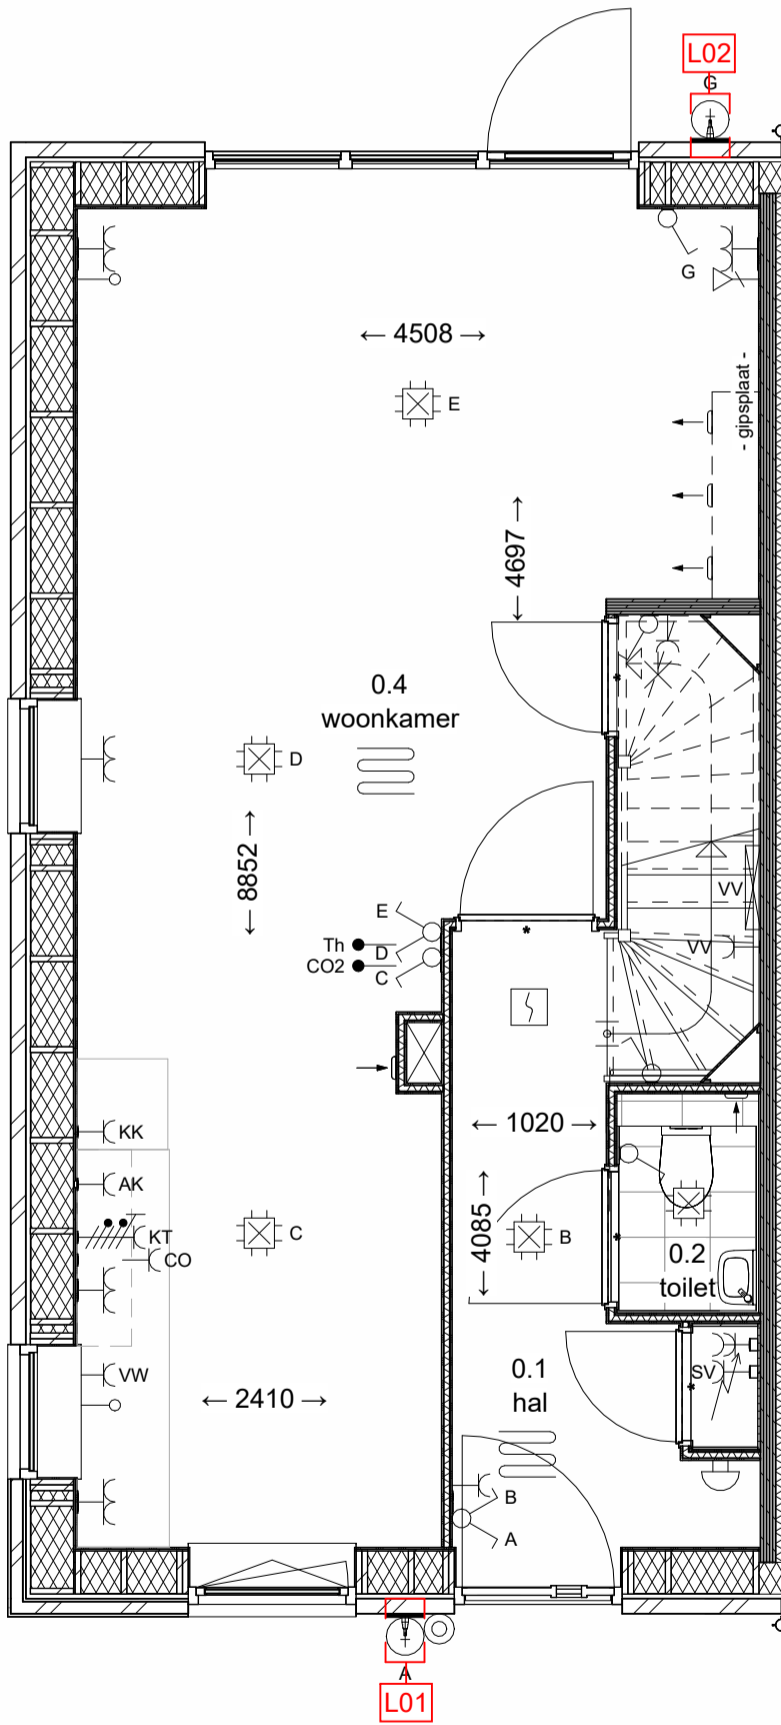 L02
G
G
← 4508 →
- gipsplaat -
E
← 4697 →
0.4
woonkamer
D
← 8852 →
VV
E
Th
D
VV
CO2
C
*
*
KK
← 1020 →
AK
← 4085 →
KT
C
B
*
0.2
CO
toilet
VW
0.1
SV
*
← 2410 →
hal
B
A
A
L01